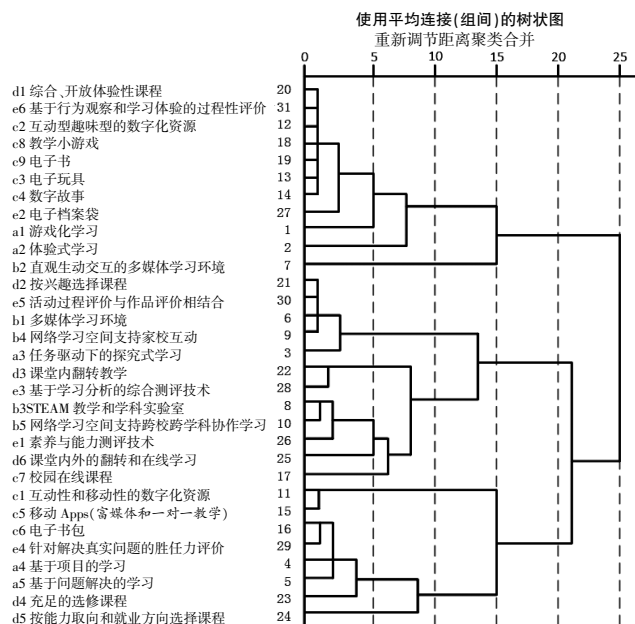 使用平均连接(组间)的树状图
重新调节距离聚类合并
0 5 10 15 20 25
d1 综合、开放体验性课程 20
e6 基于行为观察和学习体验的过程性评价 31
c2 互动型趣味型的数字化资源 12
c8 教学小游戏 18
c9 电子书 19
c3 电子玩具 13
c4 数字故事 14
e2 电子档案袋 27
a1 游戏化学习 1
a2 体验式学习 2
b2 直观生动交互的多媒体学习环境 7
d2 按兴趣选择课程 21
e5 活动过程评价与作品评价相结合 30
b1 多媒体学习环境 6
b4 网络学习空间支持家校互动 9
a3 任务驱动下的探究式学习 3
d3 课堂内翻转教学 22
e3 基于学习分析的综合测评技术 28
b3STEAM 教学和学科实验室 8
b5 网络学习空间支持跨校跨学科协作学习 10
e1 素养与能力测评技术 26
d6 课堂内外的翻转和在线学习 25
c7 校园在线课程 17
c1 互动性和移动性的数字化资源 11
c5 移动 Apps(富媒体和一对一教学) 15
c6 电子书包 16
e4 针对解决真实问题的胜任力评价 29
a4 基于项目的学习 4
a5 基于问题解决的学习 5
d4 充足的选修课程 23
d5 按能力取向和就业方向选择课程 24